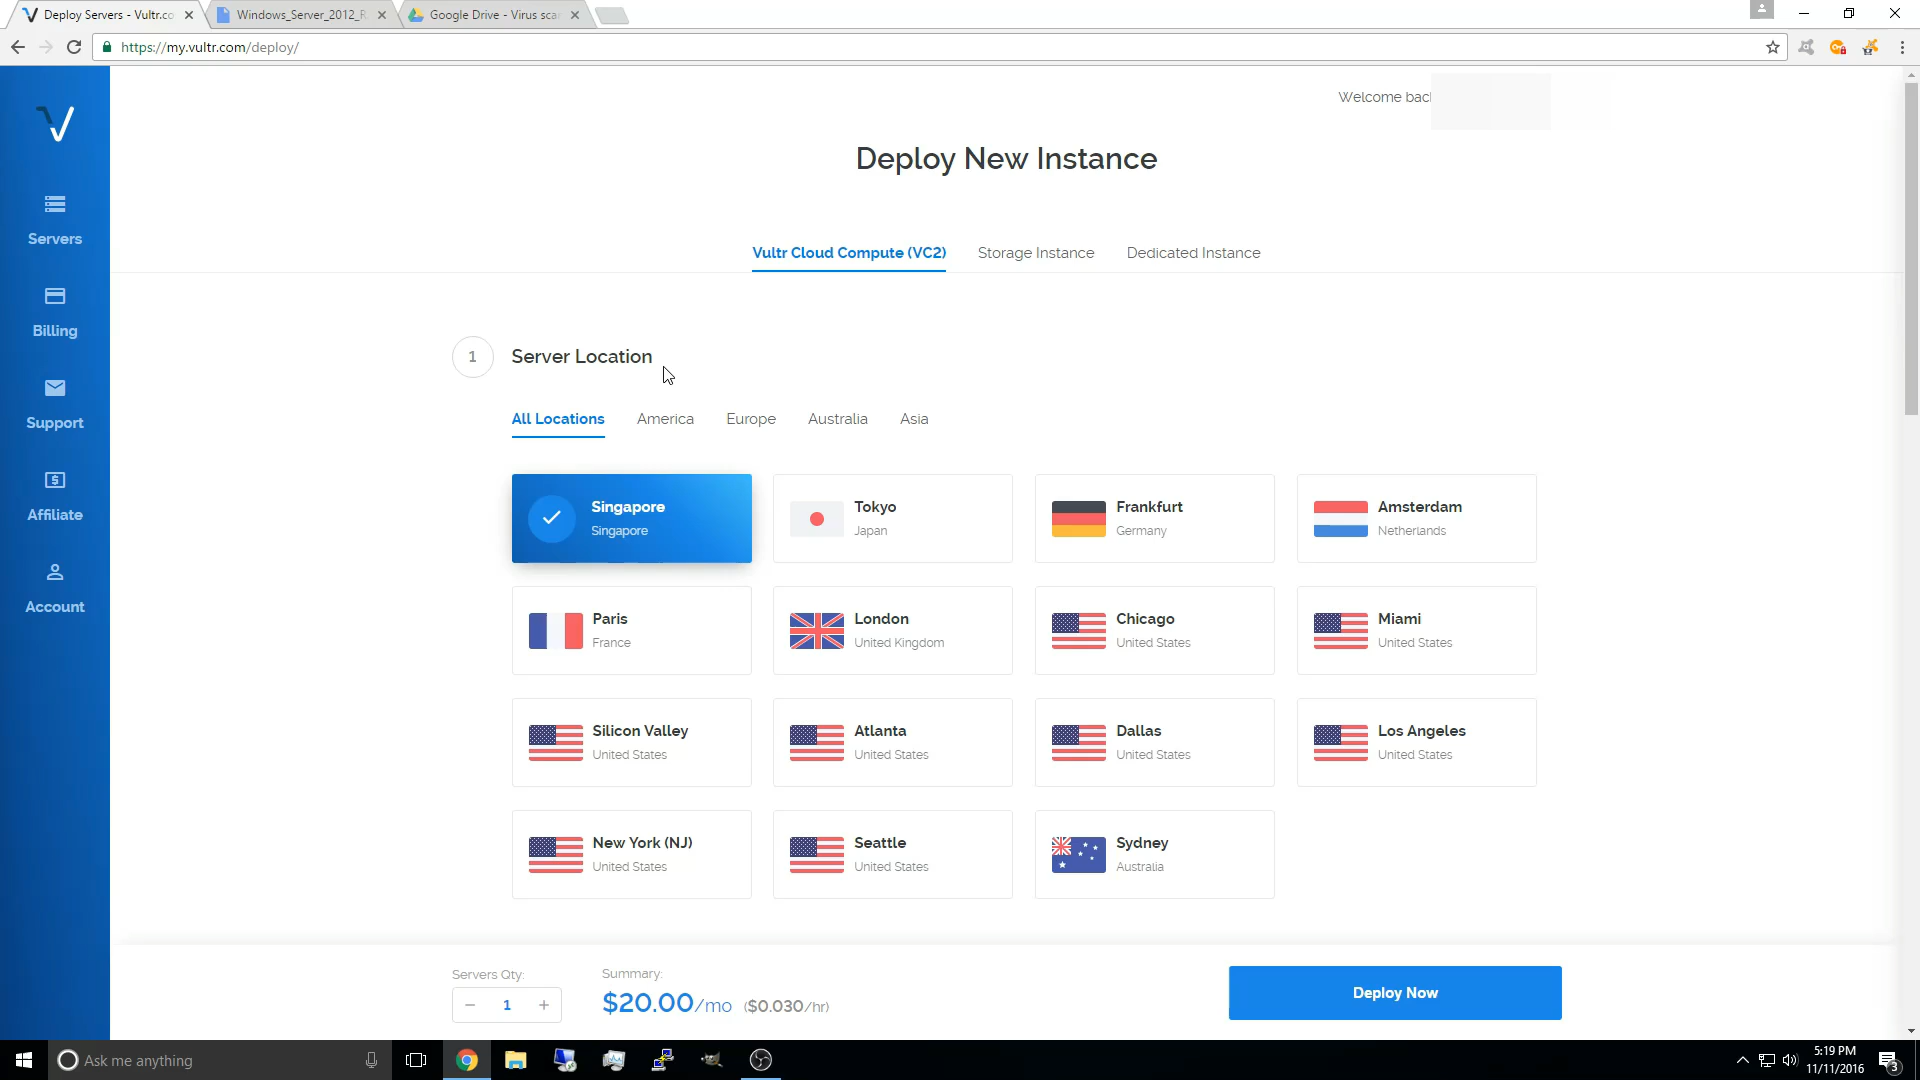 Deploy Servers - Vultr.co
Windows_Server_2012_R
Google Drive - Virus sca
https://my.vultr.com/deploy/
Welcome bac
Deploy New Instance
Servers
Billing
Support
Affiliate
Account
Vultr Cloud Compute (VC2)
Storage Instance
Dedicated Instance
1
Server Location
All Locations
America
Europe
Australia
Asia
Singapore
Singapore
Tokyo
Japan
Frankfurt
Germany
Amsterdam
Netherlands
Paris
France
London
United Kingdom
Chicago
United States
Miami
United States
Silicon Valley
United States
Atlanta
United States
Dallas
United States
Los Angeles
United States
New York (NJ)
United States
Seattle
United States
Sydney
Australia
Servers Qty:
1
Summary:
$20.00/mo ($0.030/hr)
Deploy Now
Ask me anything
5:19 PM
11/11/2016
3